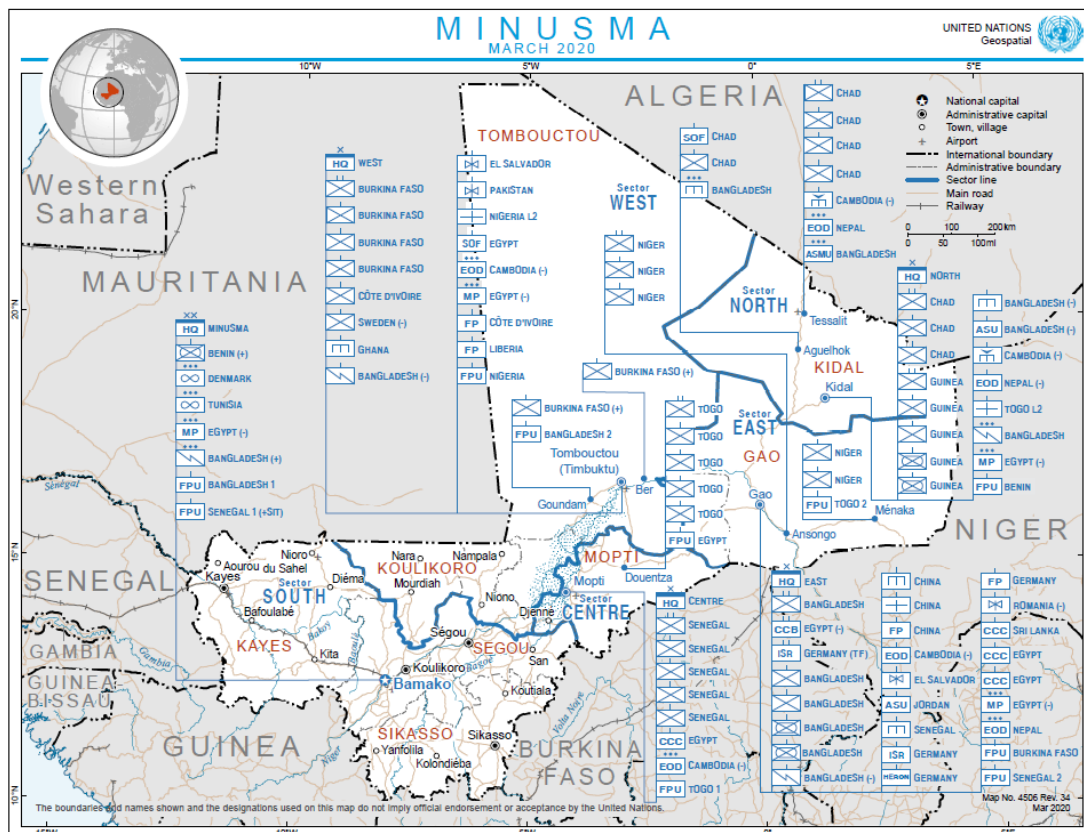 MINUSMA
MARCH 2020
UNITED NATIONS
Geospatial
10°W
5°W
0°
5°E
National capital
Administrative capital
Town, village
Airport
International boundary
Administrative boundary
Sector line
Main road
Railway
0 100 200 km
0 50 100 mi
ALGERIA
Western
Sahara
MAURITANIA
SENEGAL
GAMBIA
GUINEA
BISSAU
GUINEA
BURKINA
FASO
NIGER
20°N
15°N
10°N
TOMBOUCTOU
Sector
WEST
Sector
NORTH
KIDAL
Sector
EAST
GAO
MOPTI
Sector
CENTRE
Sector
SOUTH
KOULIKORO
KAYES
SEGOU
SIKASSO
HQ WEST
BURKINA FASO
BURKINA FASO
BURKINA FASO
BURKINA FASO
CÔTE D'IVOIRE
SWEDEN (-)
GHANA
BANGLADESH (-)
EL SALVADOR
PAKISTAN
NIGERIA L2
SOF EGYPT
EOD CAMBODIA (-)
MP EGYPT (-)
FP CÔTE D'IVOIRE
FP LIBERIA
FPU NIGERIA
SOF CHAD
CHAD
BANGLADESH
NIGER
NIGER
NIGER
CHAD
CHAD
CHAD
CHAD
CAMBODIA (-)
EOD NEPAL
ASMU BANGLADESH
HQ NORTH
CHAD
CHAD
CHAD
GUINEA
GUINEA
GUINEA
GUINEA
GUINEA
BANGLADESH (-)
ASU BANGLADESH (-)
CAMBODIA (-)
EOD NEPAL (-)
TOGO L2
BANGLADESH
MP EGYPT (-)
FPU BENIN
HQ MINUSMA
BENIN (+)
DENMARK
TUNISIA
MP EGYPT (-)
BANGLADESH (+)
FPU BANGLADESH 1
FPU SENEGAL 1 (+SIT)
BURKINA FASO (+)
BURKINA FASO (+)
FPU BANGLADESH 2
TOGO
TOGO
TOGO
TOGO
TOGO
FPU EGYPT
NIGER
NIGER
FPU TOGO 2
HQ CENTRE
SENEGAL
SENEGAL
SENEGAL
SENEGAL
SENEGAL
CCC EGYPT
EOD CAMBODIA (-)
FPU TOGO 1
HQ EAST
BANGLADESH
CCB EGYPT (-)
ISR GERMANY (TF)
BANGLADESH
BANGLADESH
BANGLADESH
BANGLADESH
BANGLADESH (-)
CHINA
CHINA
FP CHINA
EOD CAMBODIA (-)
EL SALVADOR
ASU JORDAN
SENEGAL
ISR GERMANY
HERON GERMANY
FP GERMANY
ROMANIA (-)
CCC SRI LANKA
CCC EGYPT
CCC EGYPT
MP EGYPT (-)
EOD NEPAL
FPU BURKINA FASO
FPU SENEGAL 2
Tessalit
Aguelhok
Kidal
Tombouctou
(Timbuktu)
Ber
Goundam
Gao
Ansongo
Ménaka
Douentza
Mopti
Djenné
Nioro
du Sahel
Aourou
Kayes
Bafoulabé
Kita
Diéma
Nara
Mourdiah
Nampala
Niono
Ségou
San
Koulikoro
Bamako
Koutiala
Sikasso
Yanfolila
Kolondiéba
Sénégal
Gambia
Bakoy
Baoulé
Bagoé
Niger
Volta Noire
The boundaries and names shown and the designations used on this map do not imply official endorsement or acceptance by the United Nations.
Map No. 4506 Rev. 34
Mar 2020